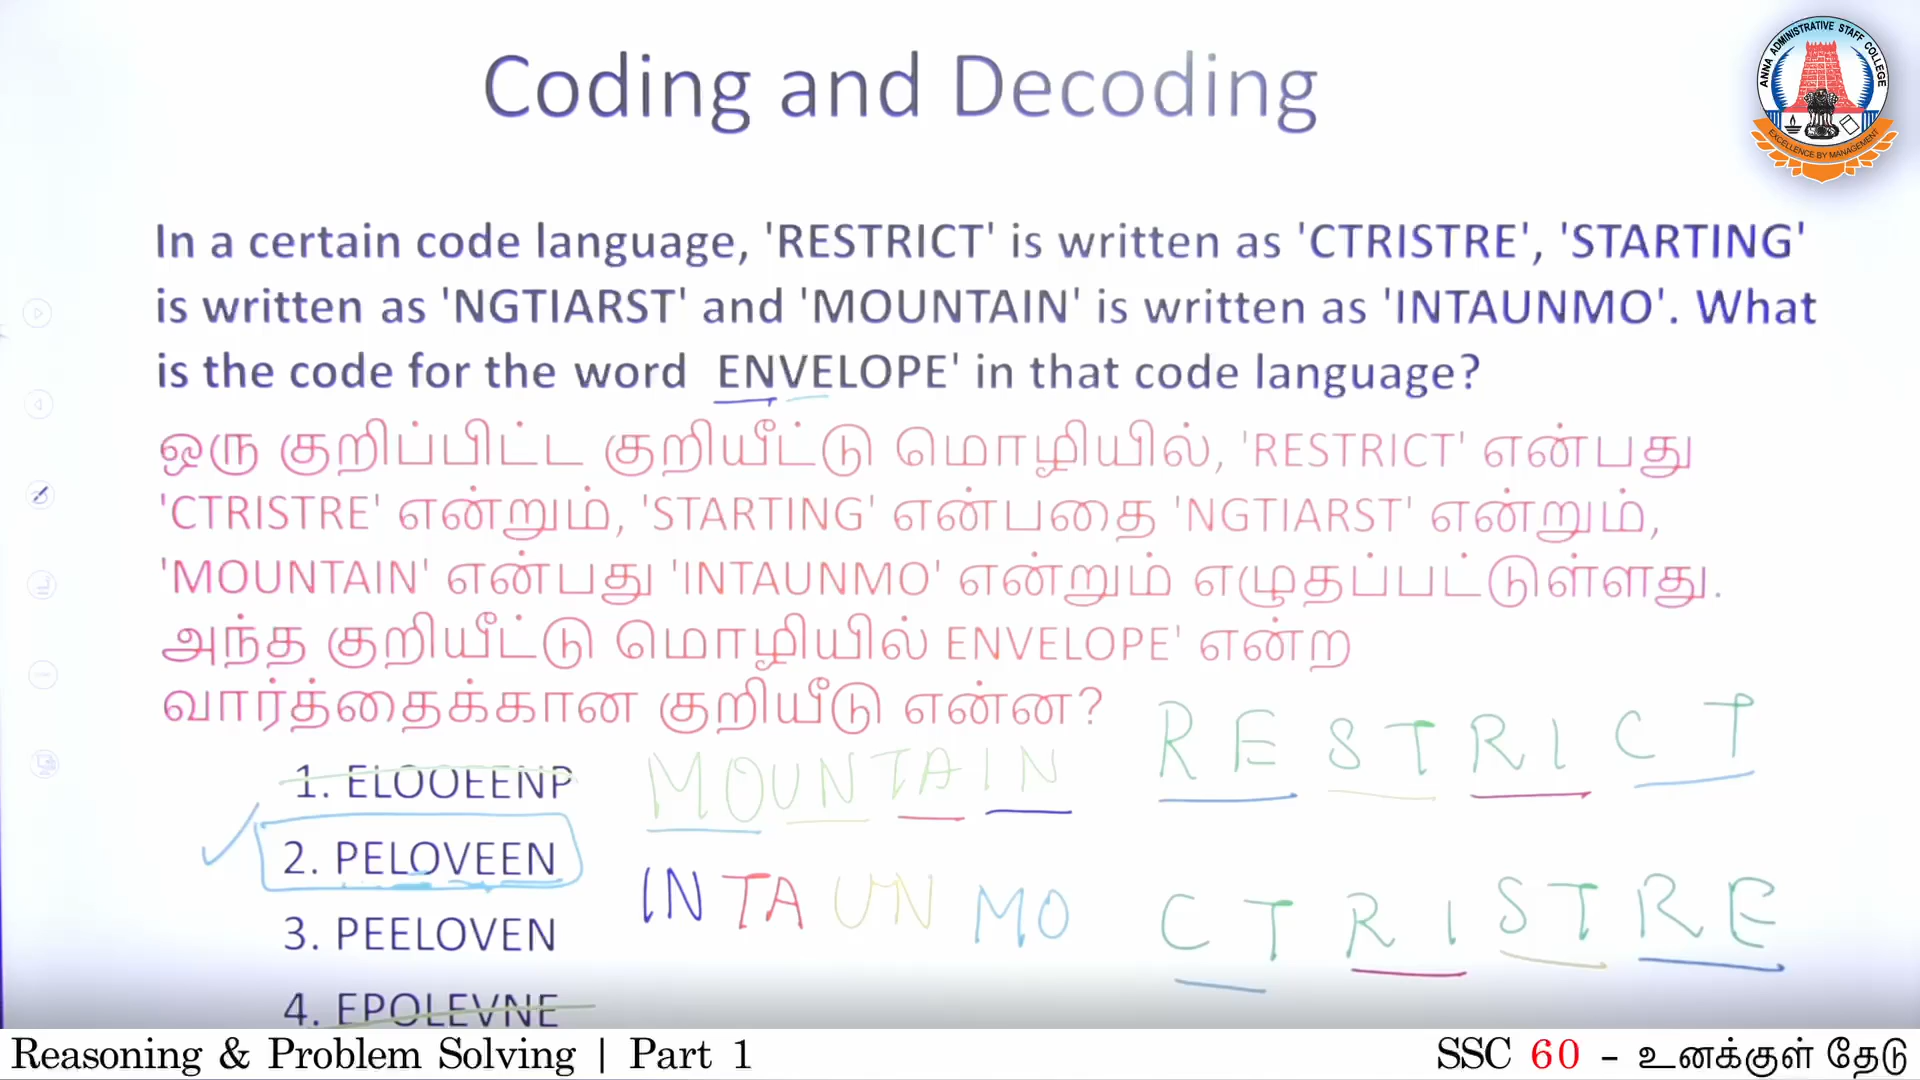 Coding and Decoding
ANNA ADMINISTRATIVE STAFF COLLEGE
EXCELLENCE BY MANAGEMENT
In a certain code language, 'RESTRICT' is written as 'CTRISTRE', 'STARTING'
is written as 'NGTIARST' and 'MOUNTAIN' is written as 'INTAUNMO'. What
is the code for the word ENVELOPE' in that code language?
ஒரு குறிப்பிட்ட குறியீட்டு மொழியில், 'RESTRICT' என்பது
'CTRISTRE' என்றும், 'STARTING' என்பதை 'NGTIARST' என்றும்,
'MOUNTAIN' என்பது 'INTAUNMO' என்றும் எழுதப்பட்டுள்ளது.
அந்த குறியீட்டு மொழியில் ENVELOPE' என்ற
வார்த்தைக்கான குறியீடு என்ன?
RESTRICT
1. ELOOEENP
MOUNTAIN
2. PELOVEEN
INTAUNMO
CTRISTRE
3. PEELOVEN
4. EPOLEVNE
Reasoning & Problem Solving | Part 1
SSC 60 – உனக்குள் தேடு